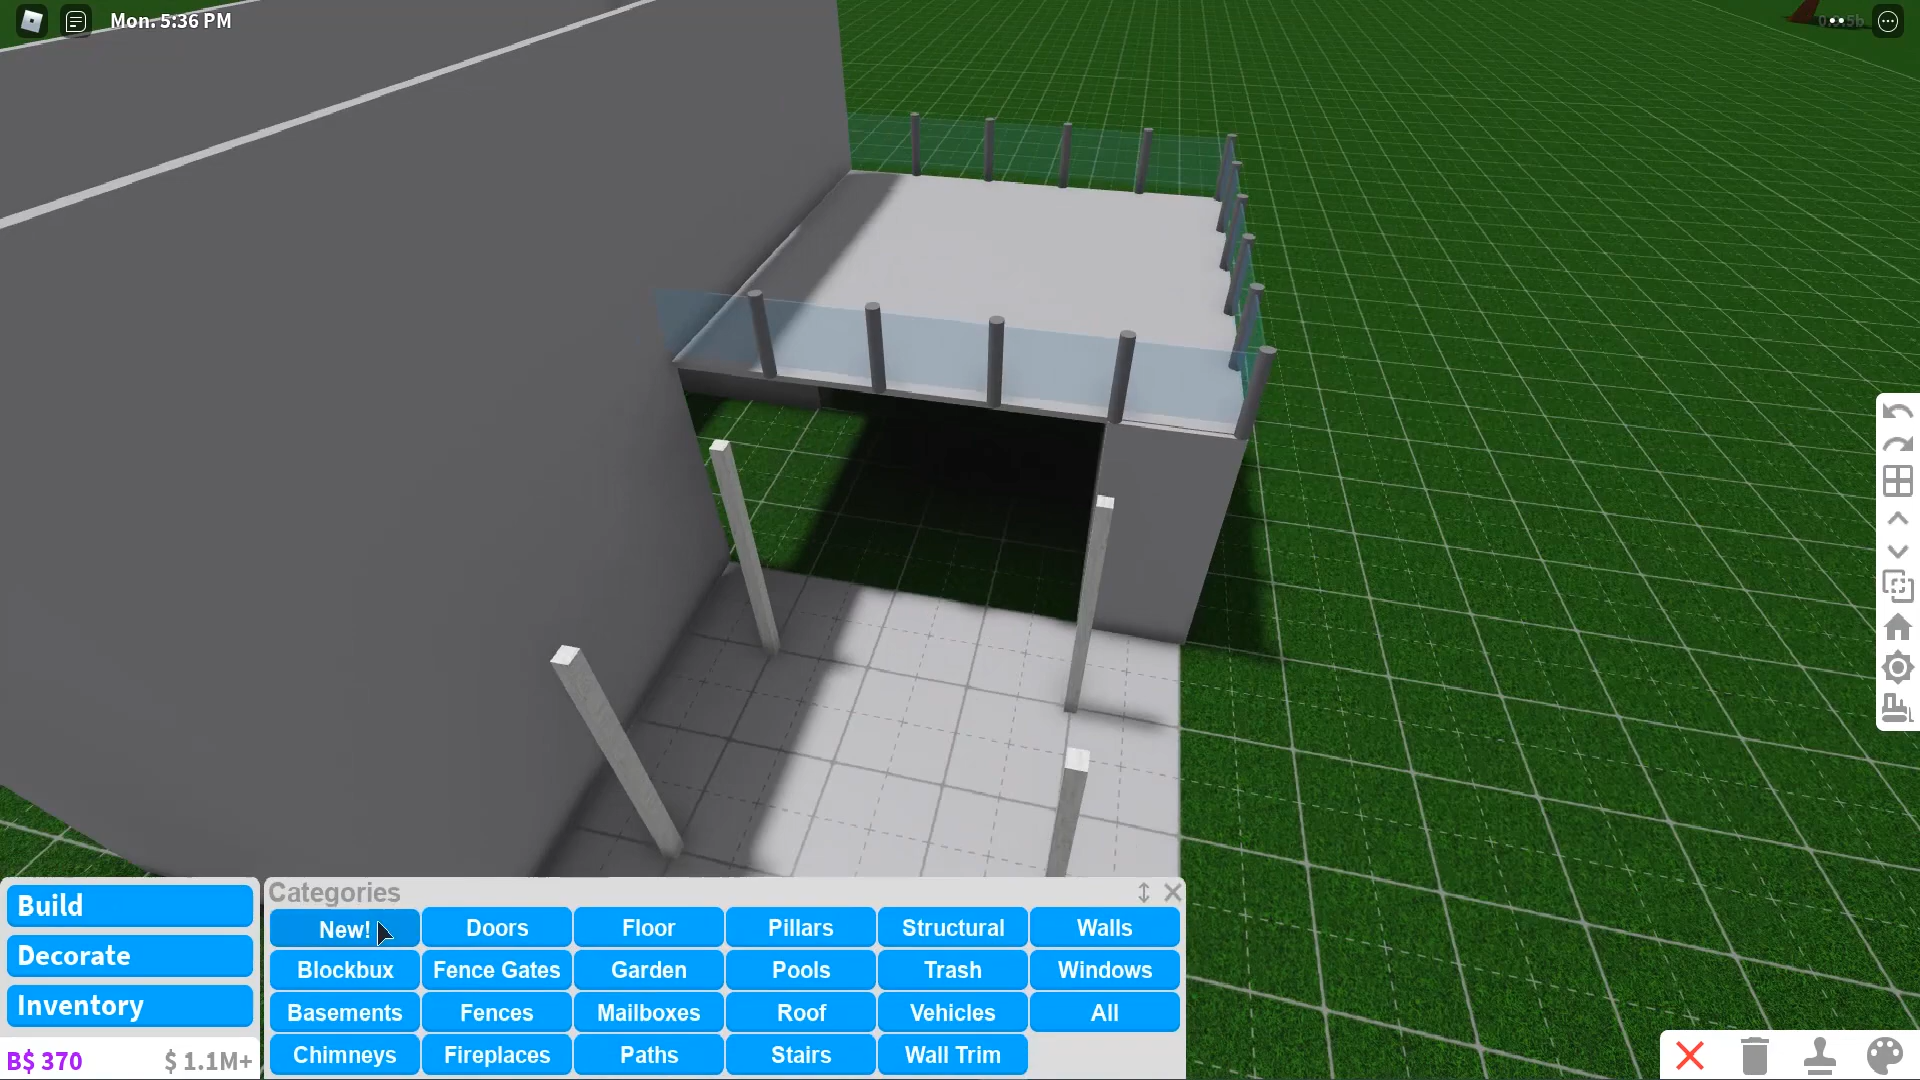 Mon. 5:36 PM
Build
Decorate
Inventory
B$ 370
$ 1.1M+
Categories
New!
Doors
Floor
Pillars
Structural
Walls
Blockbux
Fence Gates
Garden
Pools
Trash
Windows
Basements
Fences
Mailboxes
Roof
Vehicles
All
Chimneys
Fireplaces
Paths
Stairs
Wall Trim